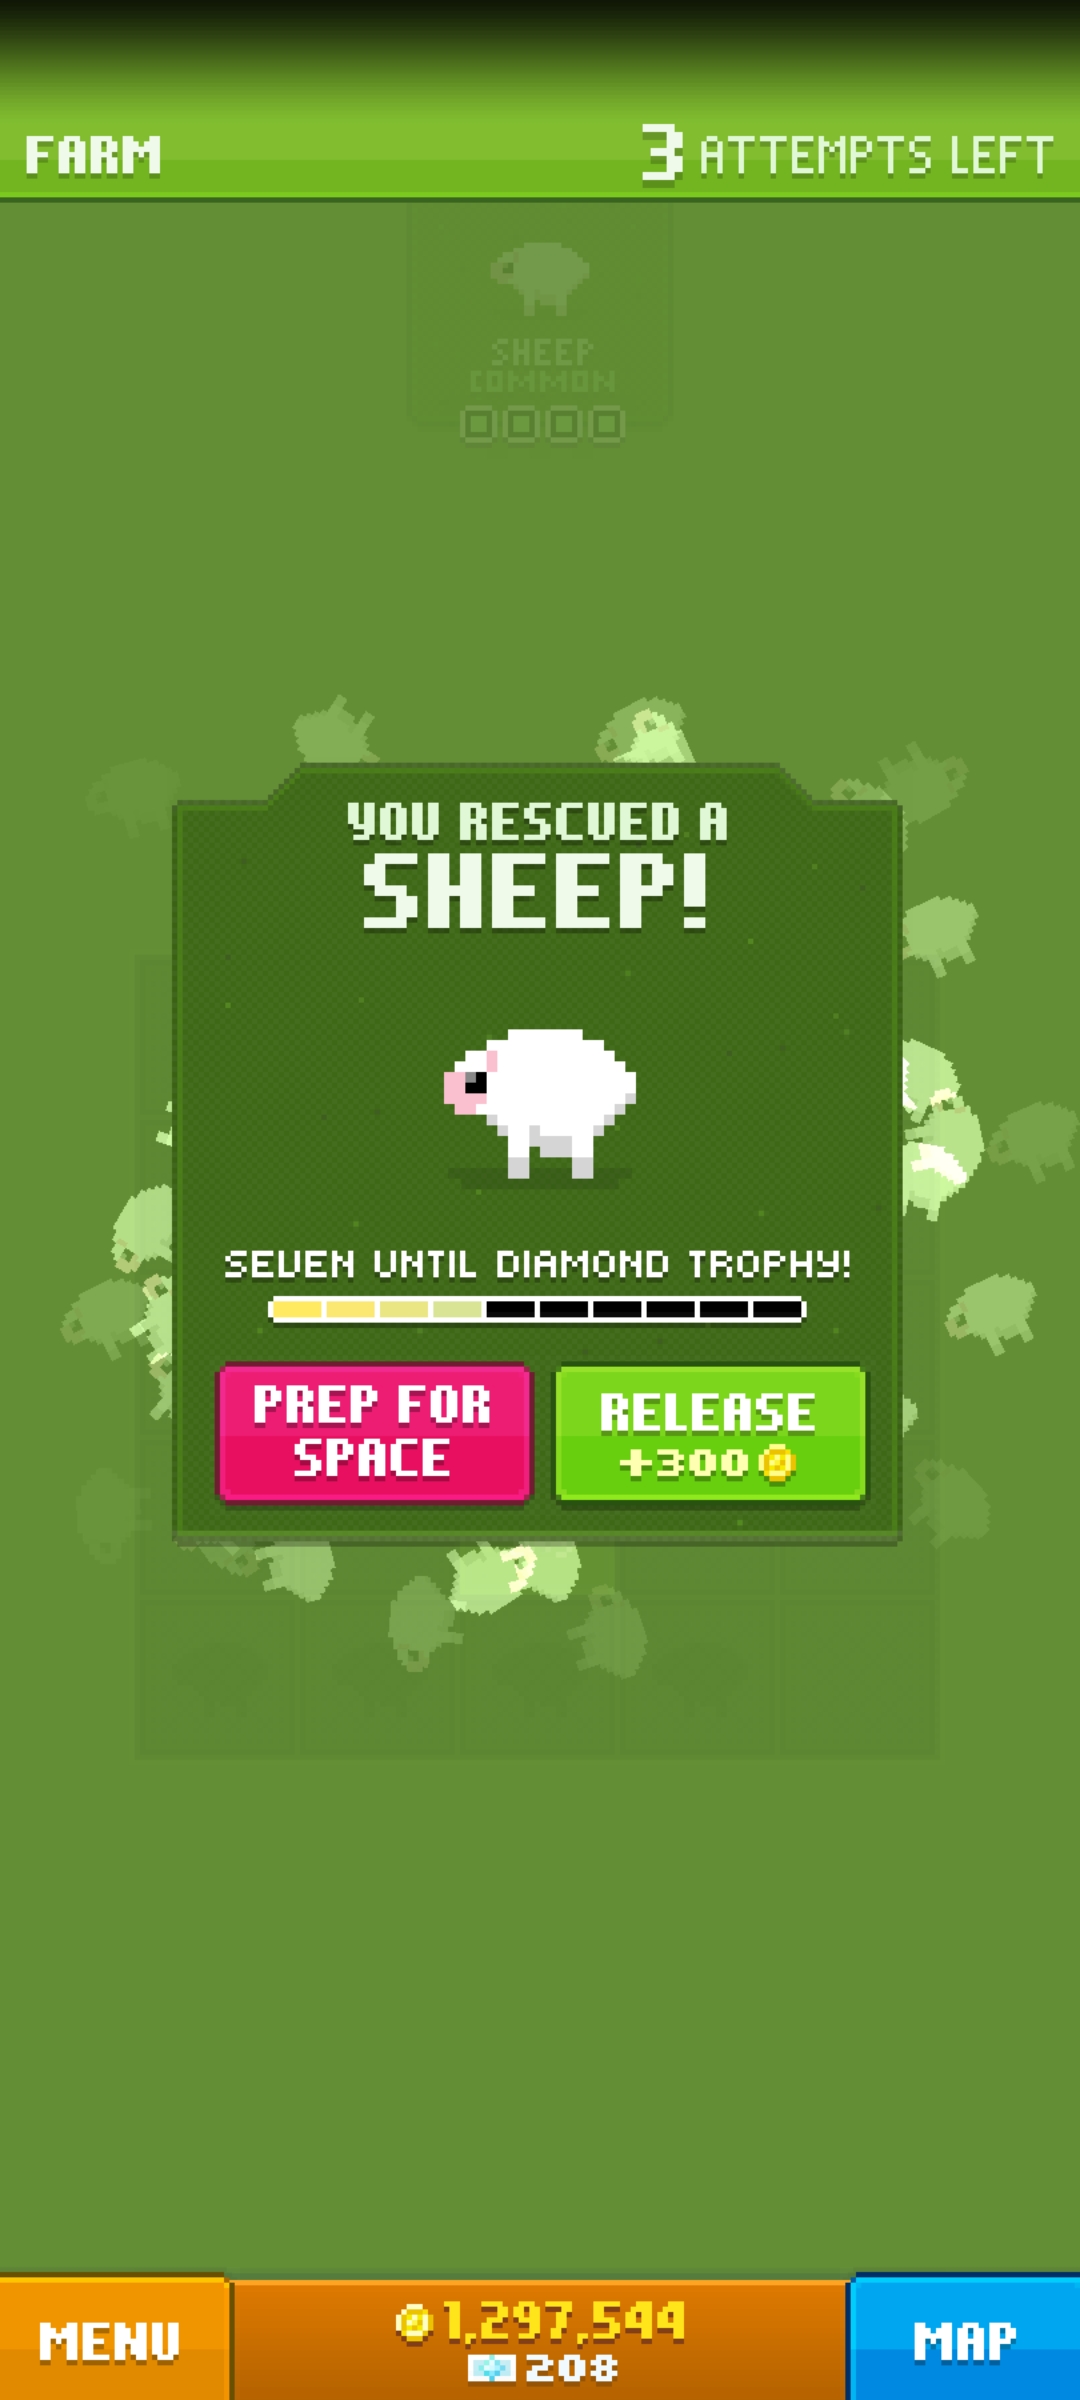 FARM
3 ATTEMPTS LEFT
SHEEP
COMMON
YOU RESCUED A
SHEEP!
SEVEN UNTIL DIAMOND TROPHY!
PREP FOR
SPACE
RELEASE
+300
MENU
1,297,544
208
MAP